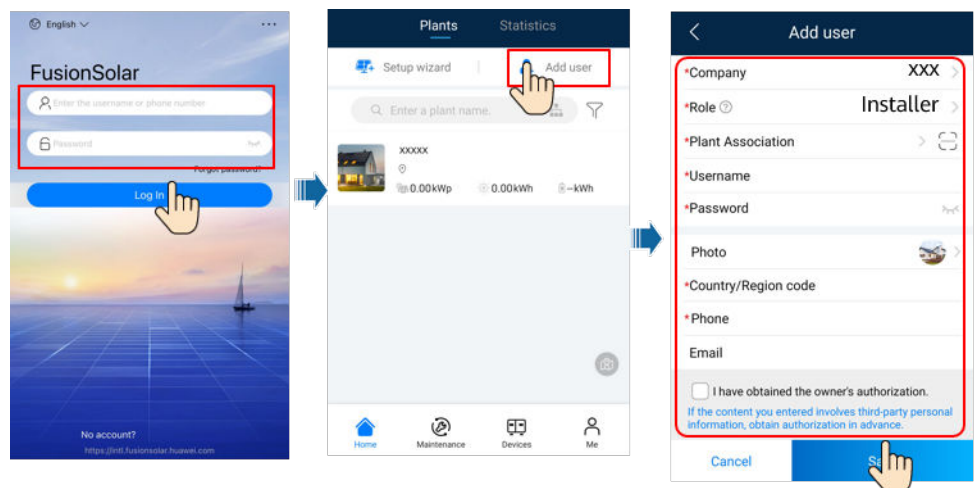 English
...
FusionSolar
Enter the username or phone number
Password
Forgot password?
Log In
No account?
https://intl.fusionsolar.huawei.com
Plants Statistics
Setup wizard Add user
Enter a plant name.
xxxxx
0.00kWp 0.00kWh --kWh
Home Maintenance Devices Me
Add user
*Company XXX
*Role Installer
*Plant Association
*Username
*Password
Photo
*Country/Region code
*Phone
Email
I have obtained the owner's authorization.
If the content you entered involves third-party personal
information, obtain authorization in advance.
Cancel